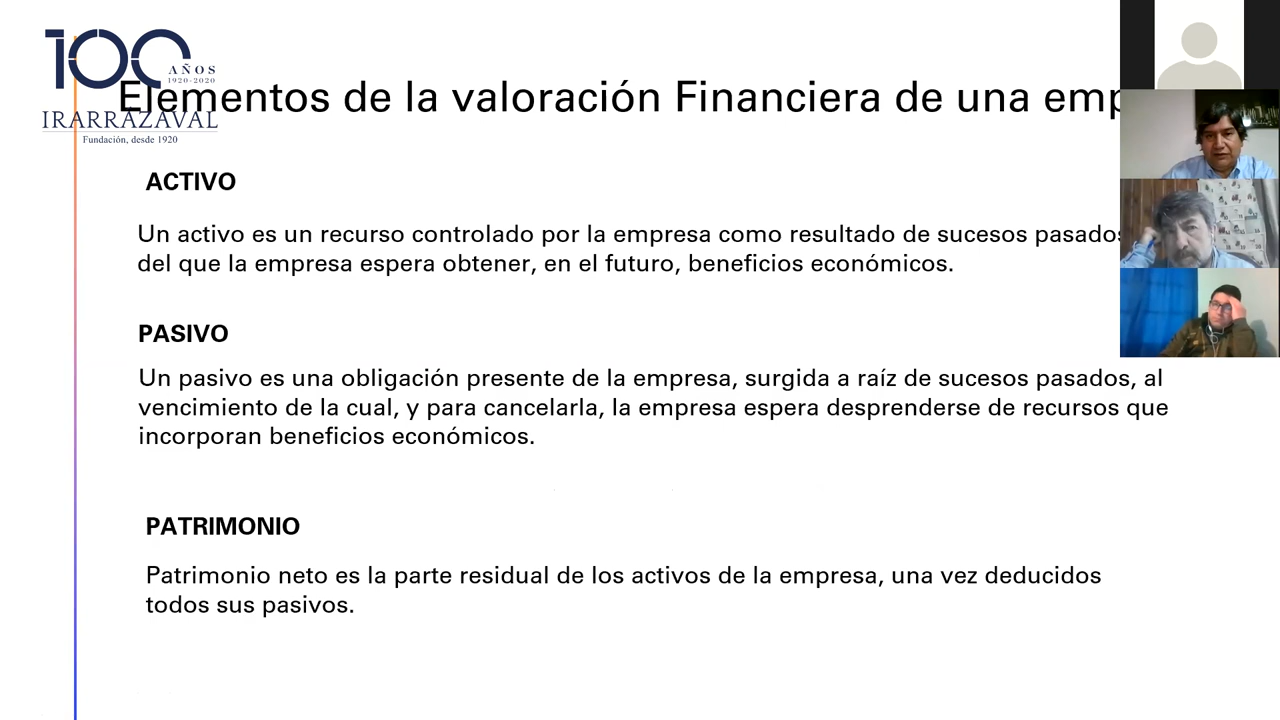 100
AÑOS
1920-2020
Elementos de la valoración Financiera de una emp
IRARRAZAVAL
Fundación, desde 1920
ACTIVO
Un activo es un recurso controlado por la empresa como resultado de sucesos pasados
del que la empresa espera obtener, en el futuro, beneficios económicos.
PASIVO
Un pasivo es una obligación presente de la empresa, surgida a raíz de sucesos pasados, al
vencimiento de la cual, y para cancelarla, la empresa espera desprenderse de recursos que
incorporan beneficios económicos.
PATRIMONIO
Patrimonio neto es la parte residual de los activos de la empresa, una vez deducidos
todos sus pasivos.